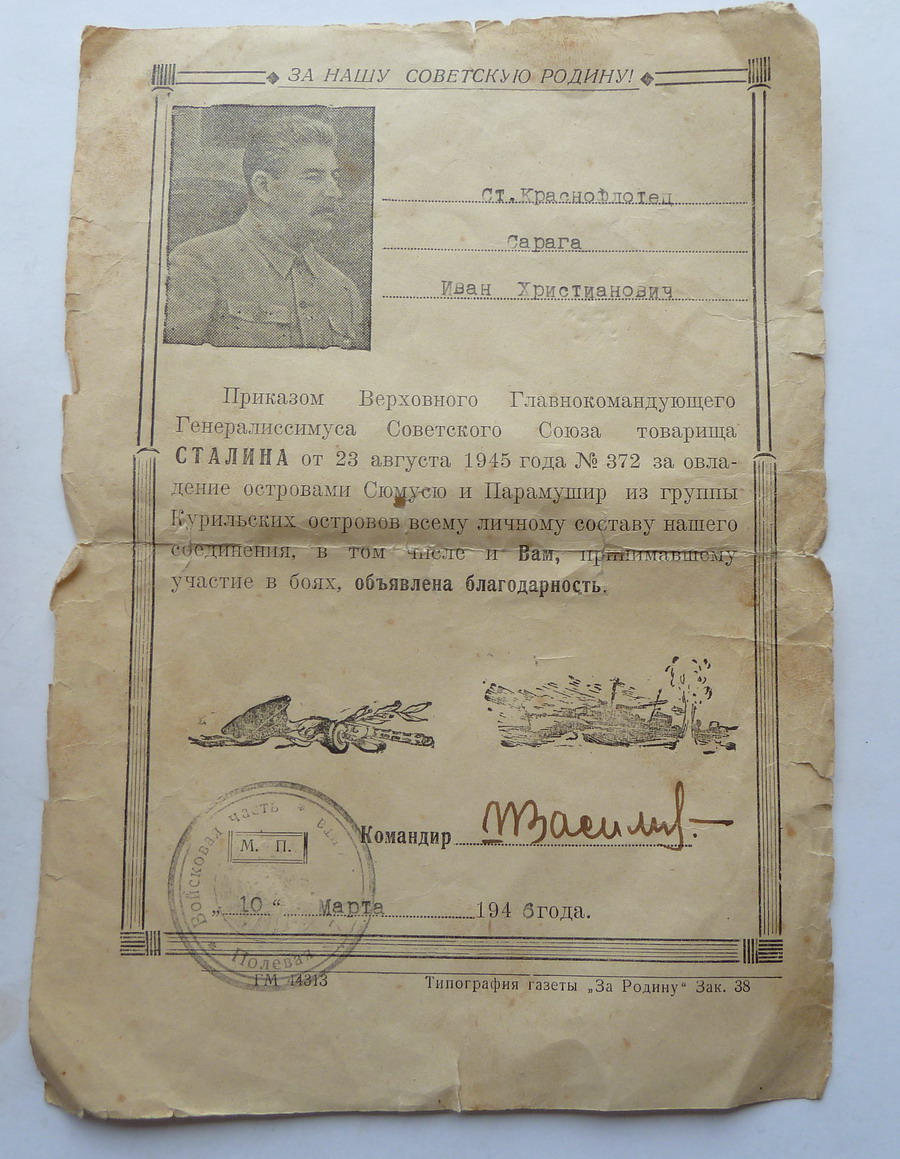 ЗА НАШУ СОВЕТСКУЮ РОДИНУ!
Ст.Краснофлотец
Сарага
Иван Христианович
Приказом Верховного Главнокомандующего
Генералиссимуса Советского Союза товарища
СТАЛИНА от 23 августа 1945 года № 372 за овла-
дение островами Сюмусю и Парамушир из группы
Курильских островов всему личному составу нашего
соединения, в том числе и Вам, принимавшему
участие в боях, объявлена благодарность.
Войсковая часть
М. П.
Полевая
Командир
„ 10 “ Марта 1946 года.
ГМ 14313
Типография газеты „За Родину“ Зак. 38